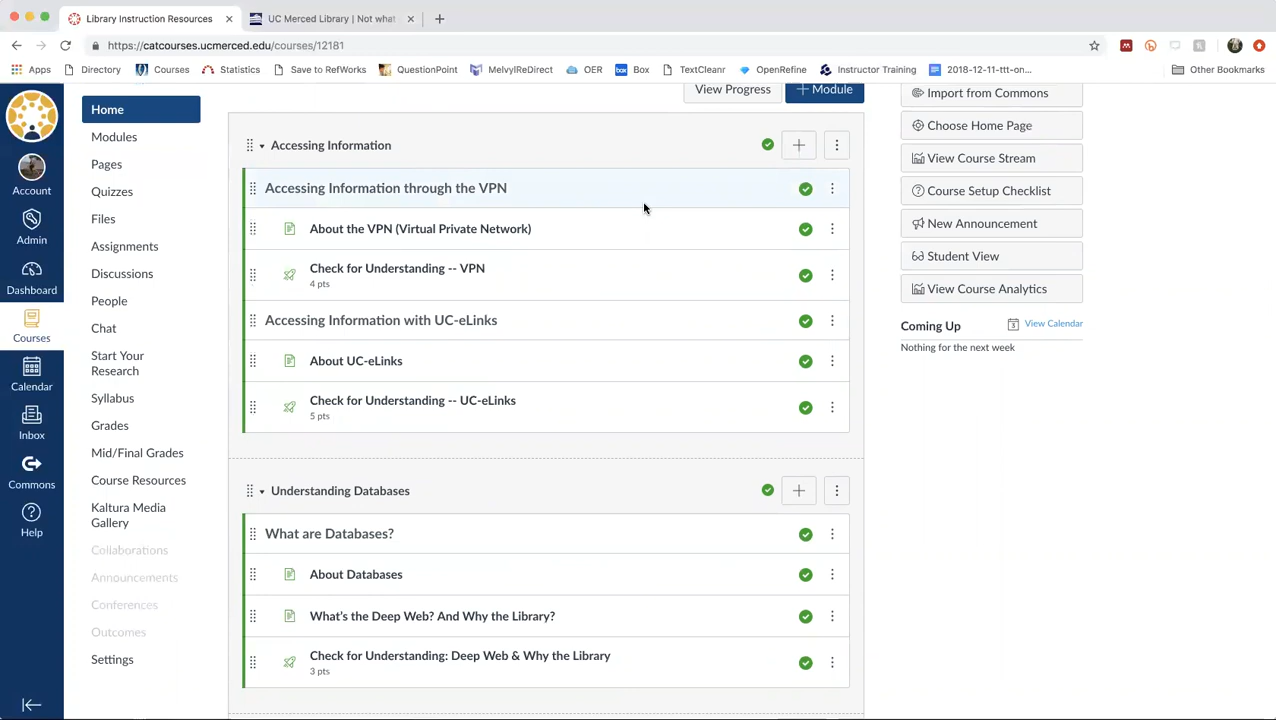 Library Instruction Resources
UC Merced Library | Not what
https://catcourses.ucmerced.edu/courses/12181
Apps
Directory
Courses
Statistics
Save to RefWorks
QuestionPoint
MelvylReDirect
OER
box
Box
TextCleanr
OpenRefine
Instructor Training
2018-12-11-ttt-on...
Other Bookmarks
Account
Admin
Dashboard
Courses
Calendar
Inbox
Commons
Help
Home
Modules
Pages
Quizzes
Files
Assignments
Discussions
People
Chat
Start Your
Research
Syllabus
Grades
Mid/Final Grades
Course Resources
Kaltura Media
Gallery
Collaborations
Announcements
Conferences
Outcomes
Settings
View Progress
+ Module
Accessing Information
Accessing Information through the VPN
About the VPN (Virtual Private Network)
Check for Understanding -- VPN
4 pts
Accessing Information with UC-eLinks
About UC-eLinks
Check for Understanding -- UC-eLinks
5 pts
Understanding Databases
What are Databases?
About Databases
What's the Deep Web? And Why the Library?
Check for Understanding: Deep Web & Why the Library
3 pts
Import from Commons
Choose Home Page
View Course Stream
Course Setup Checklist
New Announcement
Student View
View Course Analytics
Coming Up
View Calendar
Nothing for the next week